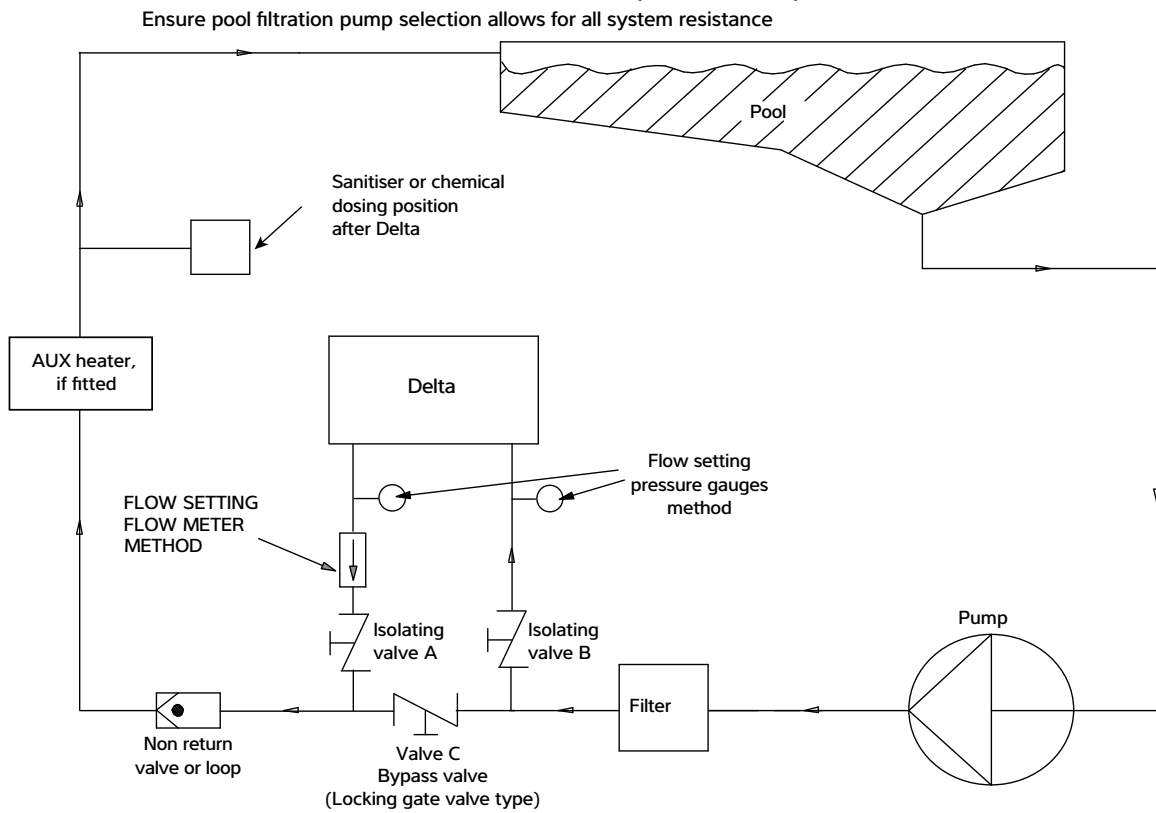 Ensure pool filtration pump selection allows for all system resistance
Pool
Sanitiser or chemical
dosing position
after Delta
AUX heater,
if fitted
Delta
Flow setting
pressure gauges
method
FLOW SETTING
FLOW METER
METHOD
Isolating
valve A
Isolating
valve B
Pump
Filter
Non return
valve or loop
Valve C
Bypass valve
(Locking gate valve type)